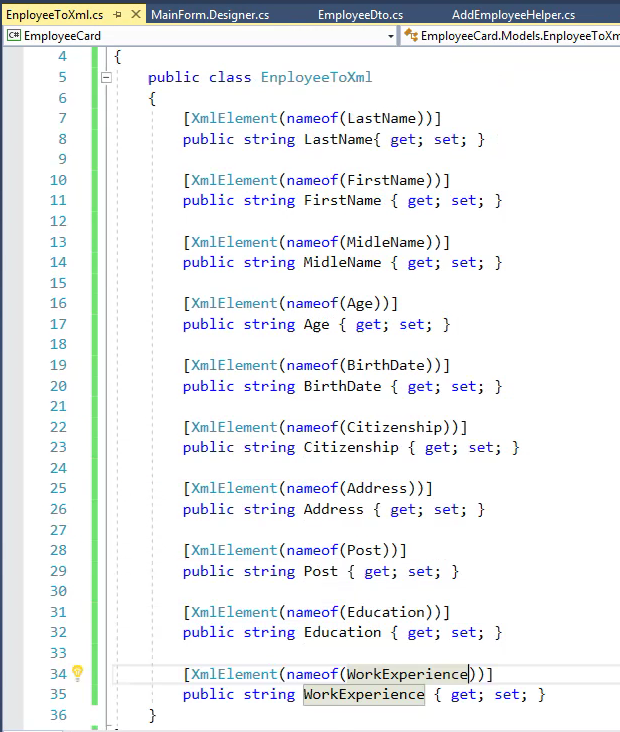 EnployeeToXml.cs MainForm.Designer.cs EmployeeDto.cs AddEmployeeHelper.cs
C# EmployeeCard EmployeeCard.Models.EnployeeToXm
4 {
5 public class EnployeeToXml
6 {
7 [XmlElement(nameof(LastName))]
8 public string LastName{ get; set; }
9
10 [XmlElement(nameof(FirstName))]
11 public string FirstName { get; set; }
12
13 [XmlElement(nameof(MidleName))]
14 public string MidleName { get; set; }
15
16 [XmlElement(nameof(Age))]
17 public string Age { get; set; }
18
19 [XmlElement(nameof(BirthDate))]
20 public string BirthDate { get; set; }
21
22 [XmlElement(nameof(Citizenship))]
23 public string Citizenship { get; set; }
24
25 [XmlElement(nameof(Address))]
26 public string Address { get; set; }
27
28 [XmlElement(nameof(Post))]
29 public string Post { get; set; }
30
31 [XmlElement(nameof(Education))]
32 public string Education { get; set; }
33
34 [XmlElement(nameof(WorkExperience))]
35 public string WorkExperience { get; set; }
36 }